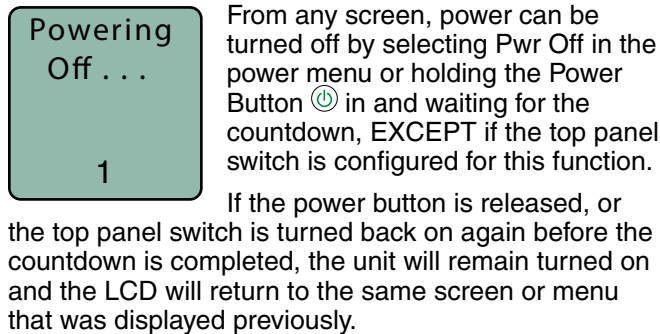 Powering
Off . . .
1
From any screen, power can be
turned off by selecting Pwr Off in the
power menu or holding the Power
Button in and waiting for the
countdown, EXCEPT if the top panel
switch is configured for this function.
If the power button is released, or
the top panel switch is turned back on again before the
countdown is completed, the unit will remain turned on
and the LCD will return to the same screen or menu
that was displayed previously.